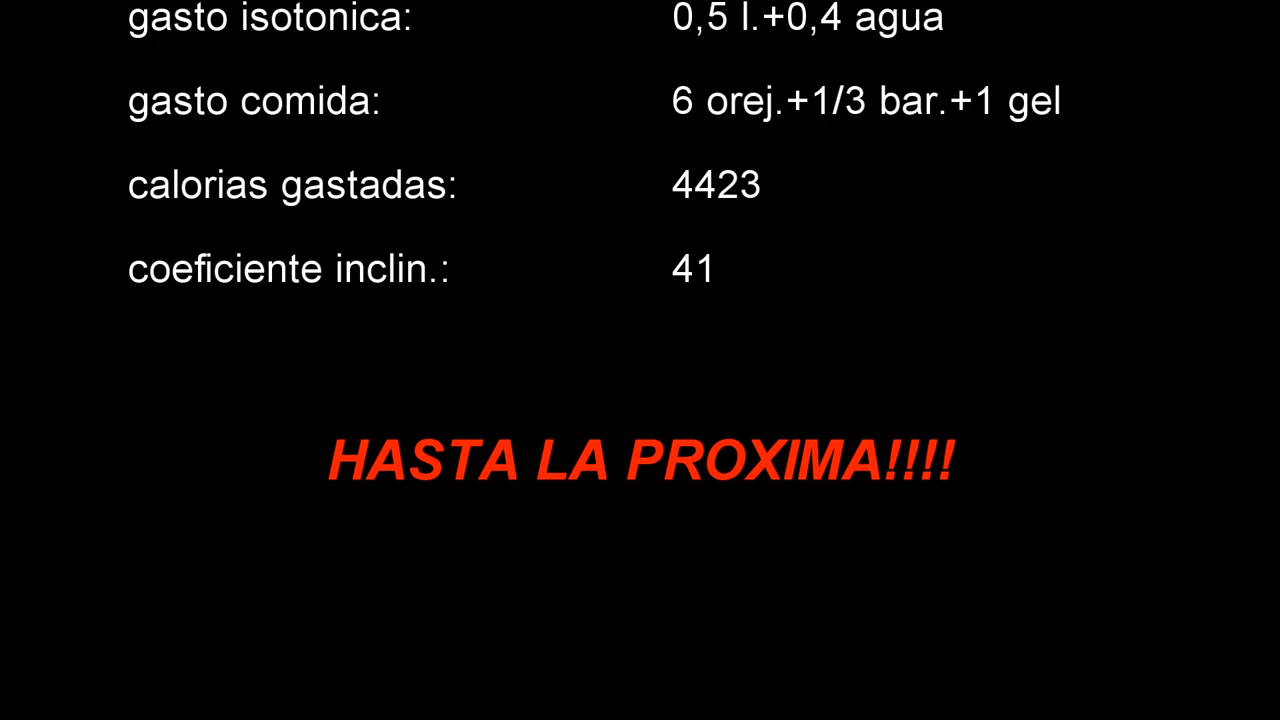 gasto isotonica: 0,5 l.+0,4 agua
gasto comida: 6 orej.+1/3 bar.+1 gel
calorias gastadas: 4423
coeficiente inclin.: 41
HASTA LA PROXIMA!!!!